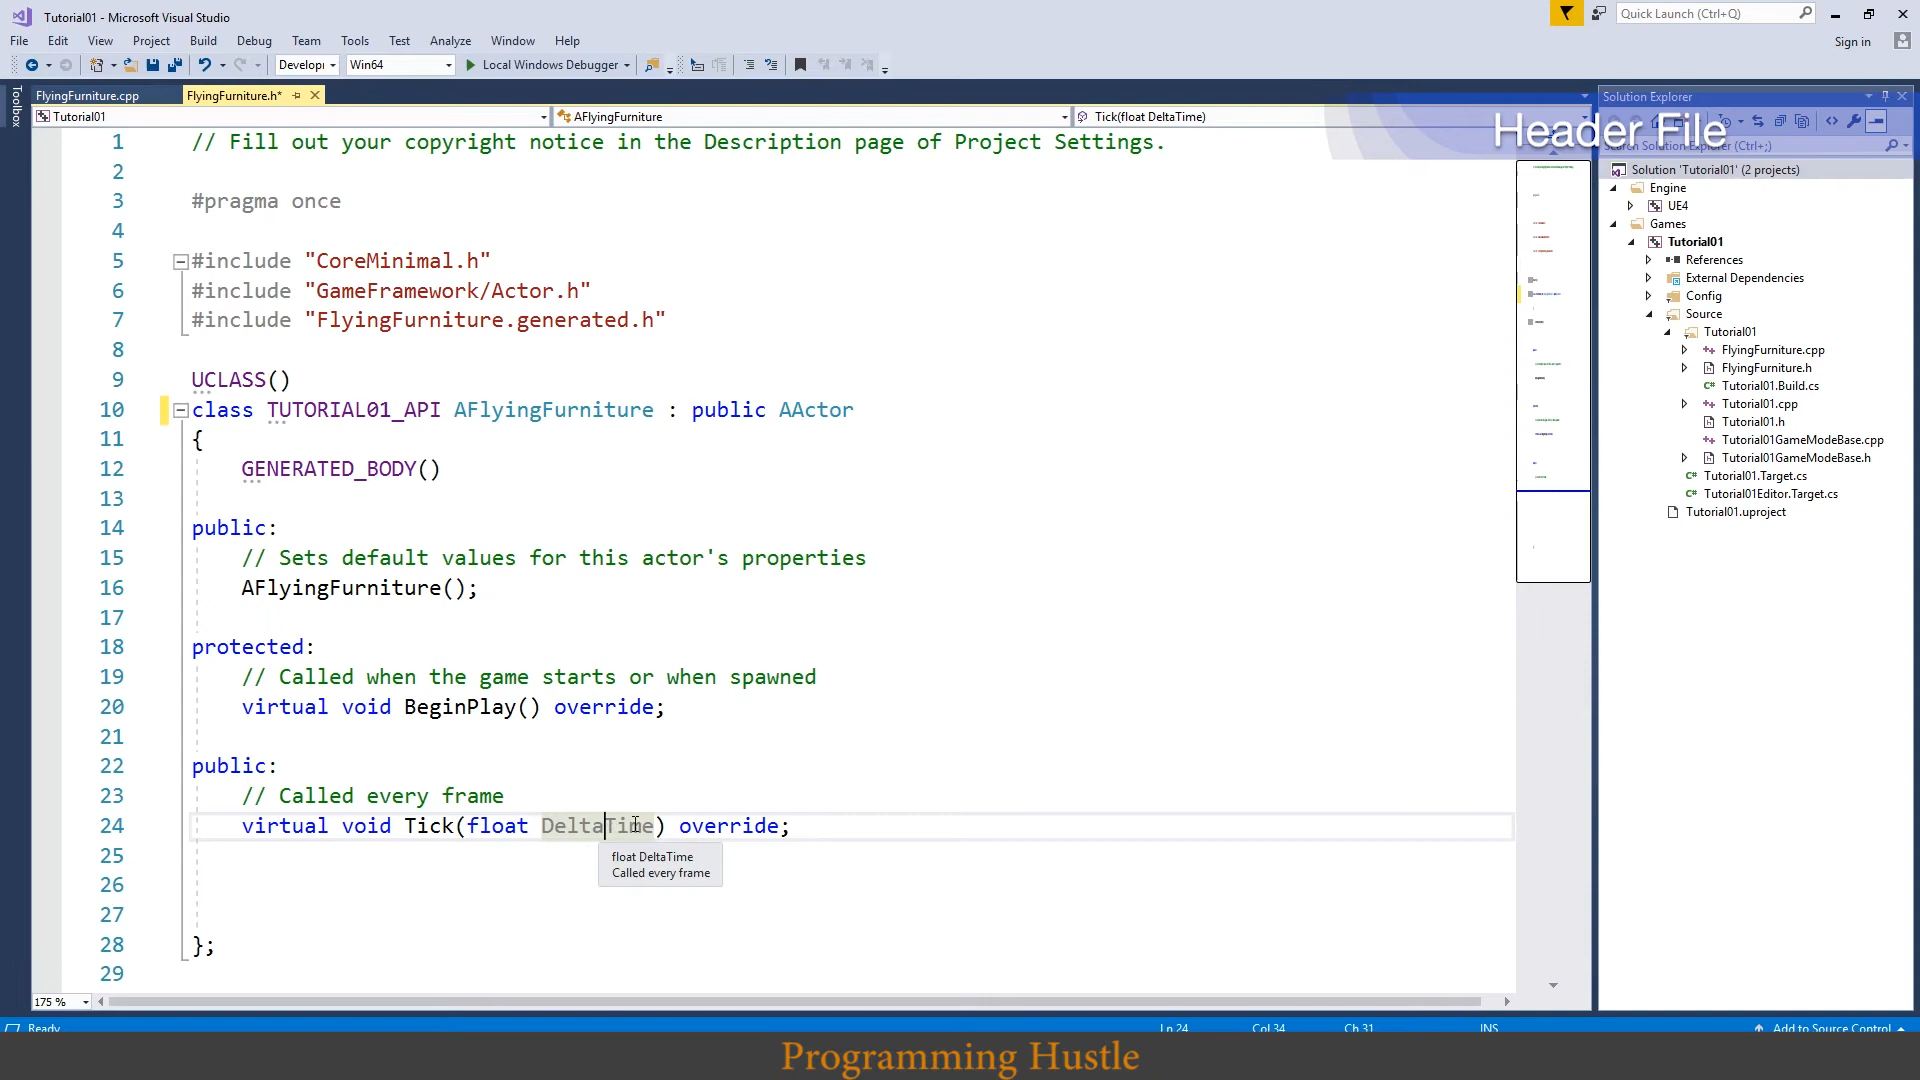 Tutorial01 - Microsoft Visual Studio
Quick Launch (Ctrl+Q)
File Edit View Project Build Debug Team Tools Test Analyze Window Help
Sign in
Develop Win64 Local Windows Debugger
Toolbox
FlyingFurniture.cpp FlyingFurniture.h*
Tutorial01 AFlyingFurniture Tick(float DeltaTime)
Header File
1 // Fill out your copyright notice in the Description page of Project Settings.
2
3 #pragma once
4
5 #include "CoreMinimal.h"
6 #include "GameFramework/Actor.h"
7 #include "FlyingFurniture.generated.h"
8
9 UCLASS()
10 class TUTORIAL01_API AFlyingFurniture : public AActor
11 {
12 GENERATED_BODY()
13
14 public:
15 // Sets default values for this actor's properties
16 AFlyingFurniture();
17
18 protected:
19 // Called when the game starts or when spawned
20 virtual void BeginPlay() override;
21
22 public:
23 // Called every frame
24 virtual void Tick(float DeltaTime) override;
25
26
27
28 };
29
float DeltaTime
Called every frame
Solution Explorer
Search Solution Explorer (Ctrl+;)
Solution 'Tutorial01' (2 projects)
Engine
UE4
Games
Tutorial01
References
External Dependencies
Config
Source
Tutorial01
FlyingFurniture.cpp
FlyingFurniture.h
Tutorial01.Build.cs
Tutorial01.cpp
Tutorial01.h
Tutorial01GameModeBase.cpp
Tutorial01GameModeBase.h
Tutorial01.Target.cs
Tutorial01Editor.Target.cs
Tutorial01.uproject
175 %
Ready Ln 24 Col 34 Ch 31 INS Add to Source Control
Programming Hustle